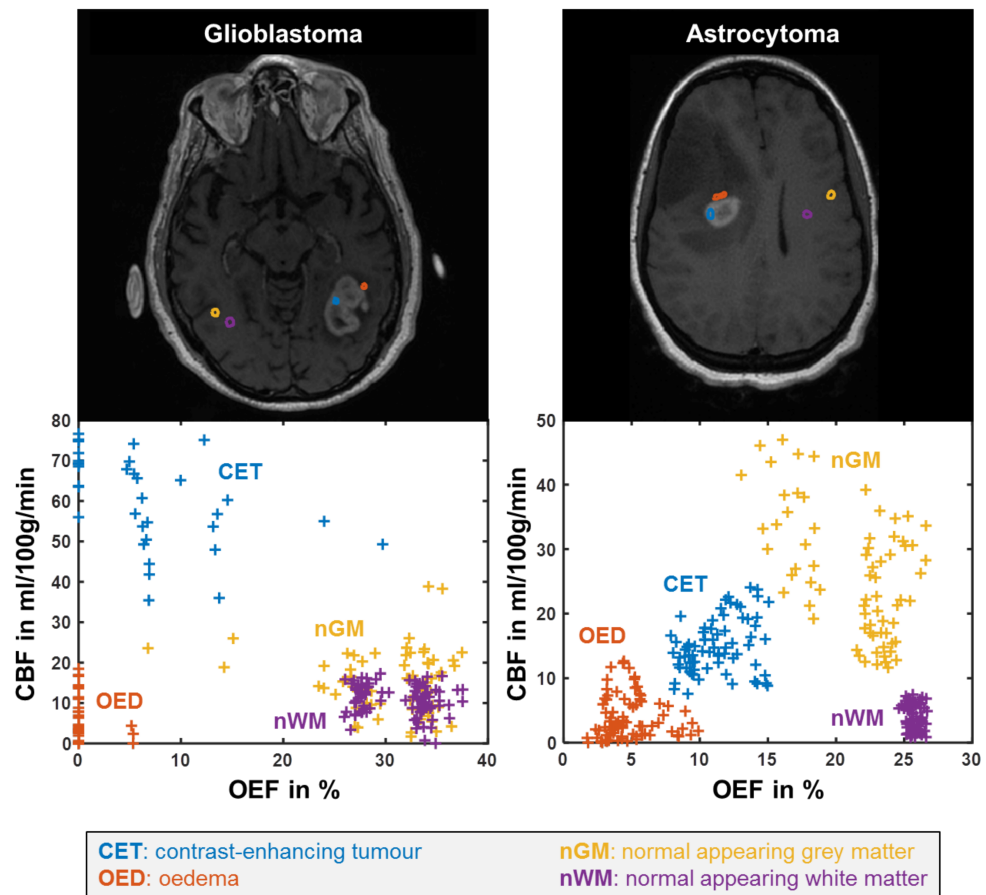 Glioblastoma
Astrocytoma
80
70
60
50
40
30
20
10
0
CBF in ml/100g/min
CET
nGM
OED
nWM
0 10 20 30 40
OEF in %
50
40
30
20
10
0
CBF in ml/100g/min
nGM
CET
OED
nWM
0 5 10 15 20 25 30
OEF in %
CET: contrast-enhancing tumour
OED: oedema
nGM: normal appearing grey matter
nWM: normal appearing white matter